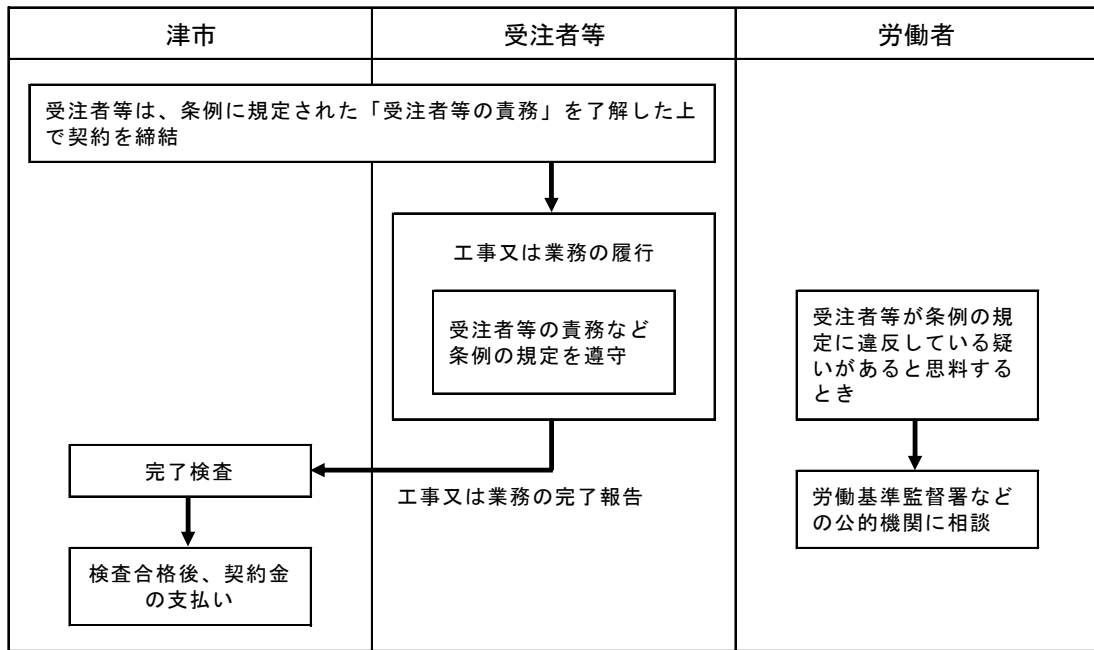 津市
受注者等
労働者
受注者等は、条例に規定された「受注者等の責務」を了解した上
で契約を締結
工事又は業務の履行
受注者等の責務など
条例の規定を遵守
受注者等が条例の規
定に違反している疑
いがあると思料する
とき
完了検査
工事又は業務の完了報告
労働基準監督署など
の公的機関に相談
検査合格後、契約金
の支払い